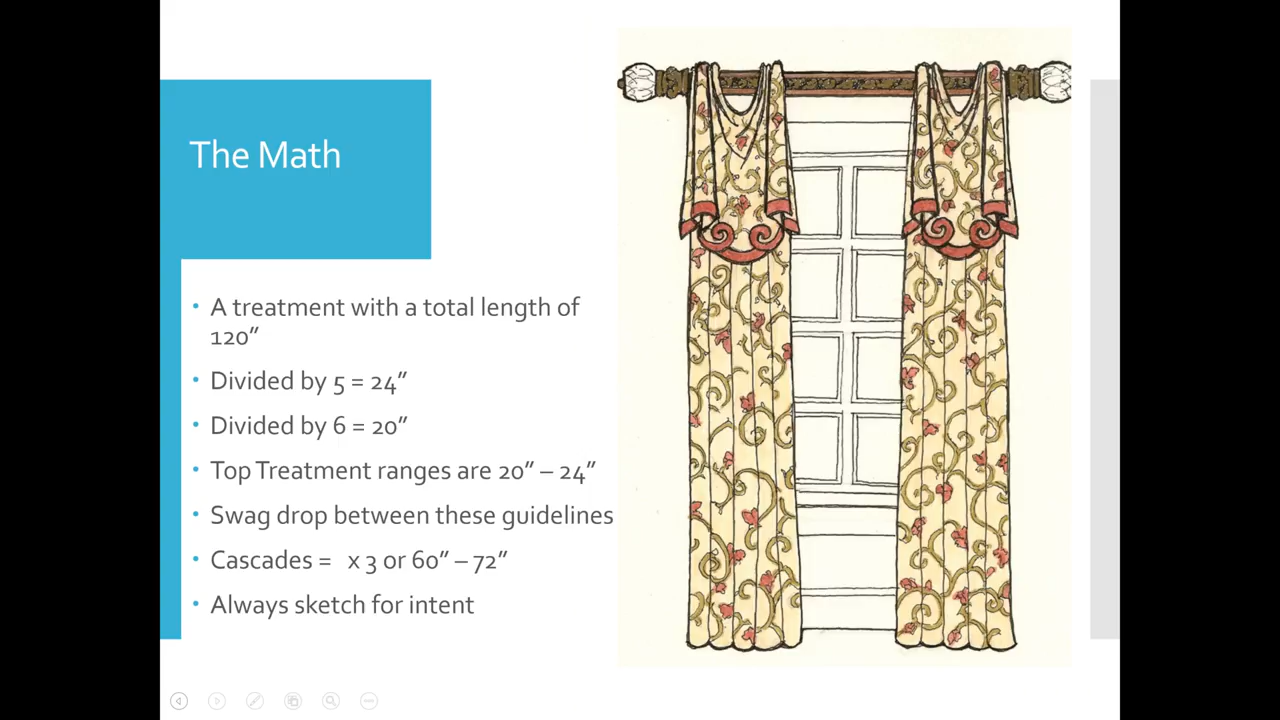 The Math
• A treatment with a total length of
120”
• Divided by 5 = 24”
• Divided by 6 = 20”
• Top Treatment ranges are 20” – 24”
• Swag drop between these guidelines
• Cascades =   x 3 or 60” – 72”
• Always sketch for intent